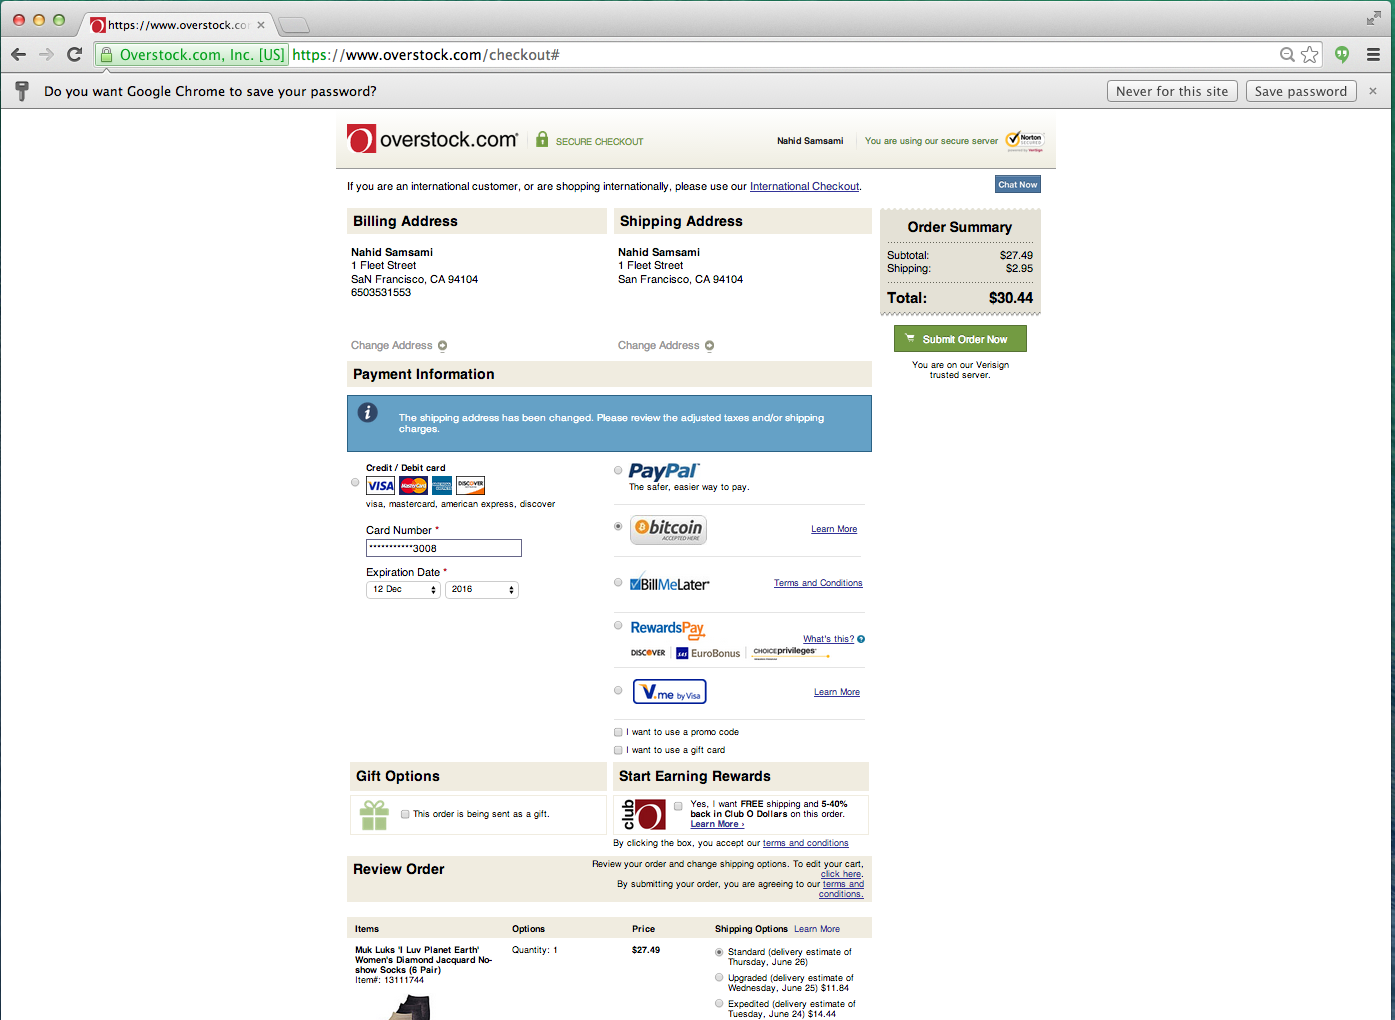 https://www.overstock.co
Overstock.com, Inc. [US] https://www.overstock.com/checkout#
Do you want Google Chrome to save your password?
Never for this site
Save password
overstock.com
SECURE CHECKOUT
Nahid Samsami
You are using our secure server
Norton
SECURED
If you are an international customer, or are shopping internationally, please use our International Checkout.
Chat Now
Billing Address
Nahid Samsami
1 Fleet Street
SaN Francisco, CA 94104
6503531553
Change Address
Shipping Address
Nahid Samsami
1 Fleet Street
San Francisco, CA 94104
Change Address
Order Summary
Subtotal: $27.49
Shipping: $2.95
Total: $30.44
Submit Order Now
You are on our Verisign
trusted server.
Payment Information
The shipping address has been changed. Please review the adjusted taxes and/or shipping
charges.
Credit / Debit card
VISA MasterCard DISCOVER
visa, mastercard, american express, discover
Card Number *
***********3008
Expiration Date *
12 Dec 2016
PayPal
The safer, easier way to pay.
bitcoin
ACCEPTED HERE
Learn More
BillMeLater
Terms and Conditions
RewardsPay
What's this?
DISCOVER SAS EuroBonus CHOICEprivileges
V.me by Visa
Learn More
I want to use a promo code
I want to use a gift card
Gift Options
This order is being sent as a gift.
Start Earning Rewards
club O
Yes, I want FREE shipping and 5-40%
back in Club O Dollars on this order.
Learn More ›
By clicking the box, you accept our terms and conditions
Review Order
Review your order and change shipping options. To edit your cart,
click here.
By submitting your order, you are agreeing to our terms and
conditions.
Items Options Price Shipping Options Learn More
Muk Luks 'I Luv Planet Earth'
Women's Diamond Jacquard No-
show Socks (6 Pair)
Item#: 13111744
Quantity: 1
$27.49
Standard (delivery estimate of
Thursday, June 26)
Upgraded (delivery estimate of
Wednesday, June 25) $11.84
Expedited (delivery estimate of
Tuesday, June 24) $14.44